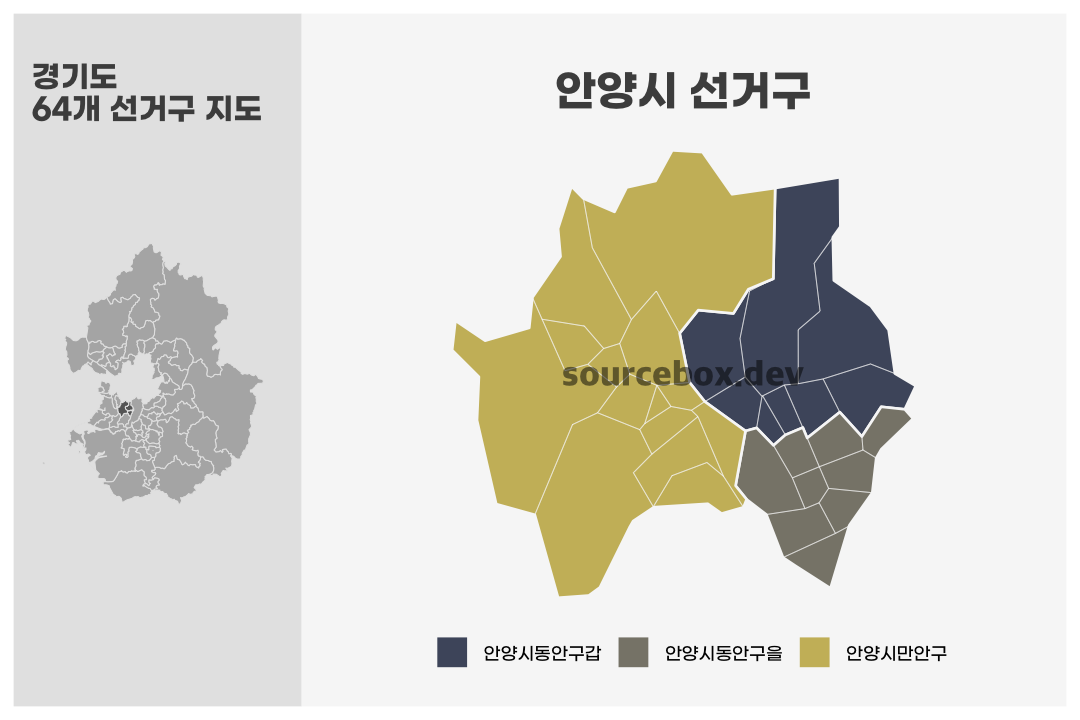 경기도
64개 선거구 지도
안양시 선거구
sourcebox.dev
안양시동안구갑
안양시동안구을
안양시만안구